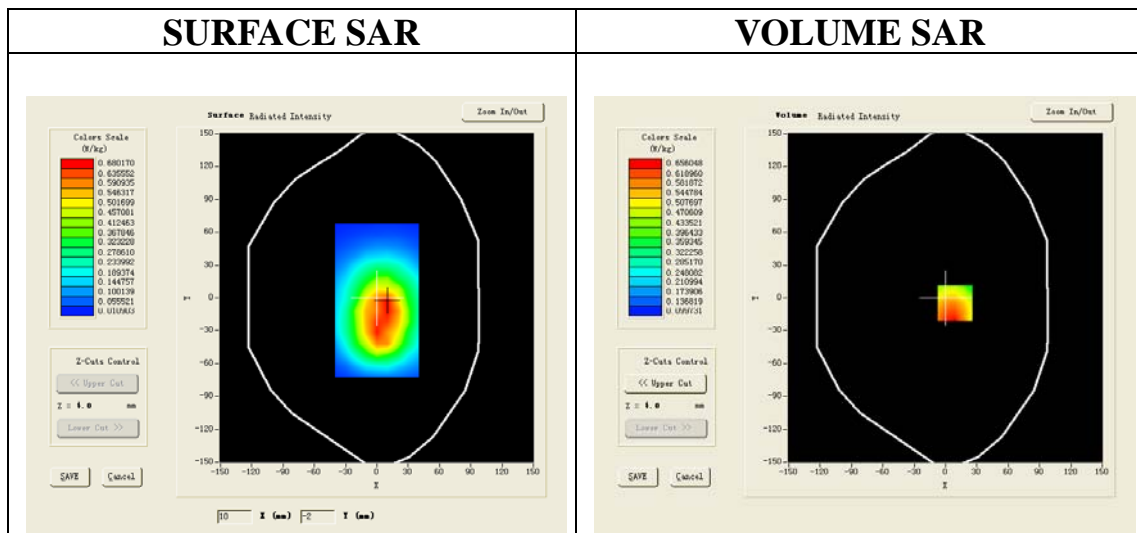 SURFACE SAR
VOLUME SAR
Surface Radiated Intensity
Zoom In/Out
Colors Scale
(W/kg)
0.680170
0.635552
0.590935
0.546317
0.501699
0.457081
0.412463
0.367846
0.323228
0.278610
0.233992
0.189374
0.144757
0.100139
0.055521
0.010903
Z-Cuts Control
<< Upper Cut
Z = 4.0 mm
Lower Cut >>
SAVE
Cancel
150
120
90
60
30
0
-30
-60
-90
-120
-150
Y
-150 -120 -90 -60 -30 0 30 60 90 120 150
X
10 X (mm) -2 Y (mm)
Volume Radiated Intensity
Zoom In/Out
Colors Scale
(W/kg)
0.656048
0.618960
0.581872
0.544784
0.507697
0.470609
0.433521
0.396433
0.359345
0.322258
0.285170
0.248082
0.210994
0.173906
0.136819
0.099731
Z-Cuts Control
<< Upper Cut
Z = 4.0 mm
Lower Cut >>
SAVE
Cancel
150
120
90
60
30
0
-30
-60
-90
-120
-150
Y
-150 -120 -90 -60 -30 0 30 60 90 120 150
X